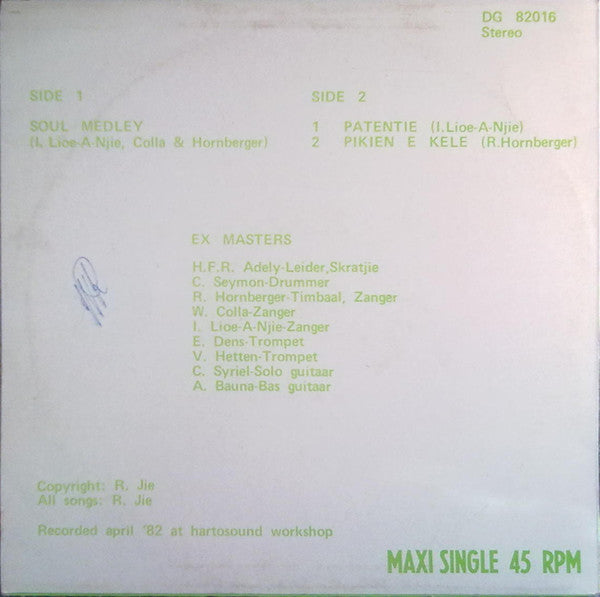 DG 82016
Stereo
SIDE 1
SOUL MEDLEY
(I. Lioe-A-Njie, Colla & Hornberger)
SIDE 2
1 PATENTIE (I.Lioe-A-Njie)
2 PIKIEN E KELE (R.Hornberger)
EX MASTERS
H.F.R. Adely-Leider,Skratjie
C. Seymon-Drummer
R. Hornberger-Timbaal, Zanger
W. Colla-Zanger
I. Lioe-A-Njie-Zanger
E. Dens-Trompet
V. Hetten-Trompet
C. Syriel-Solo guitaar
A. Bauna-Bas guitaar
Copyright: R. Jie
All songs: R. Jie
Recorded april '82 at hartosound workshop
MAXI SINGLE 45 RPM